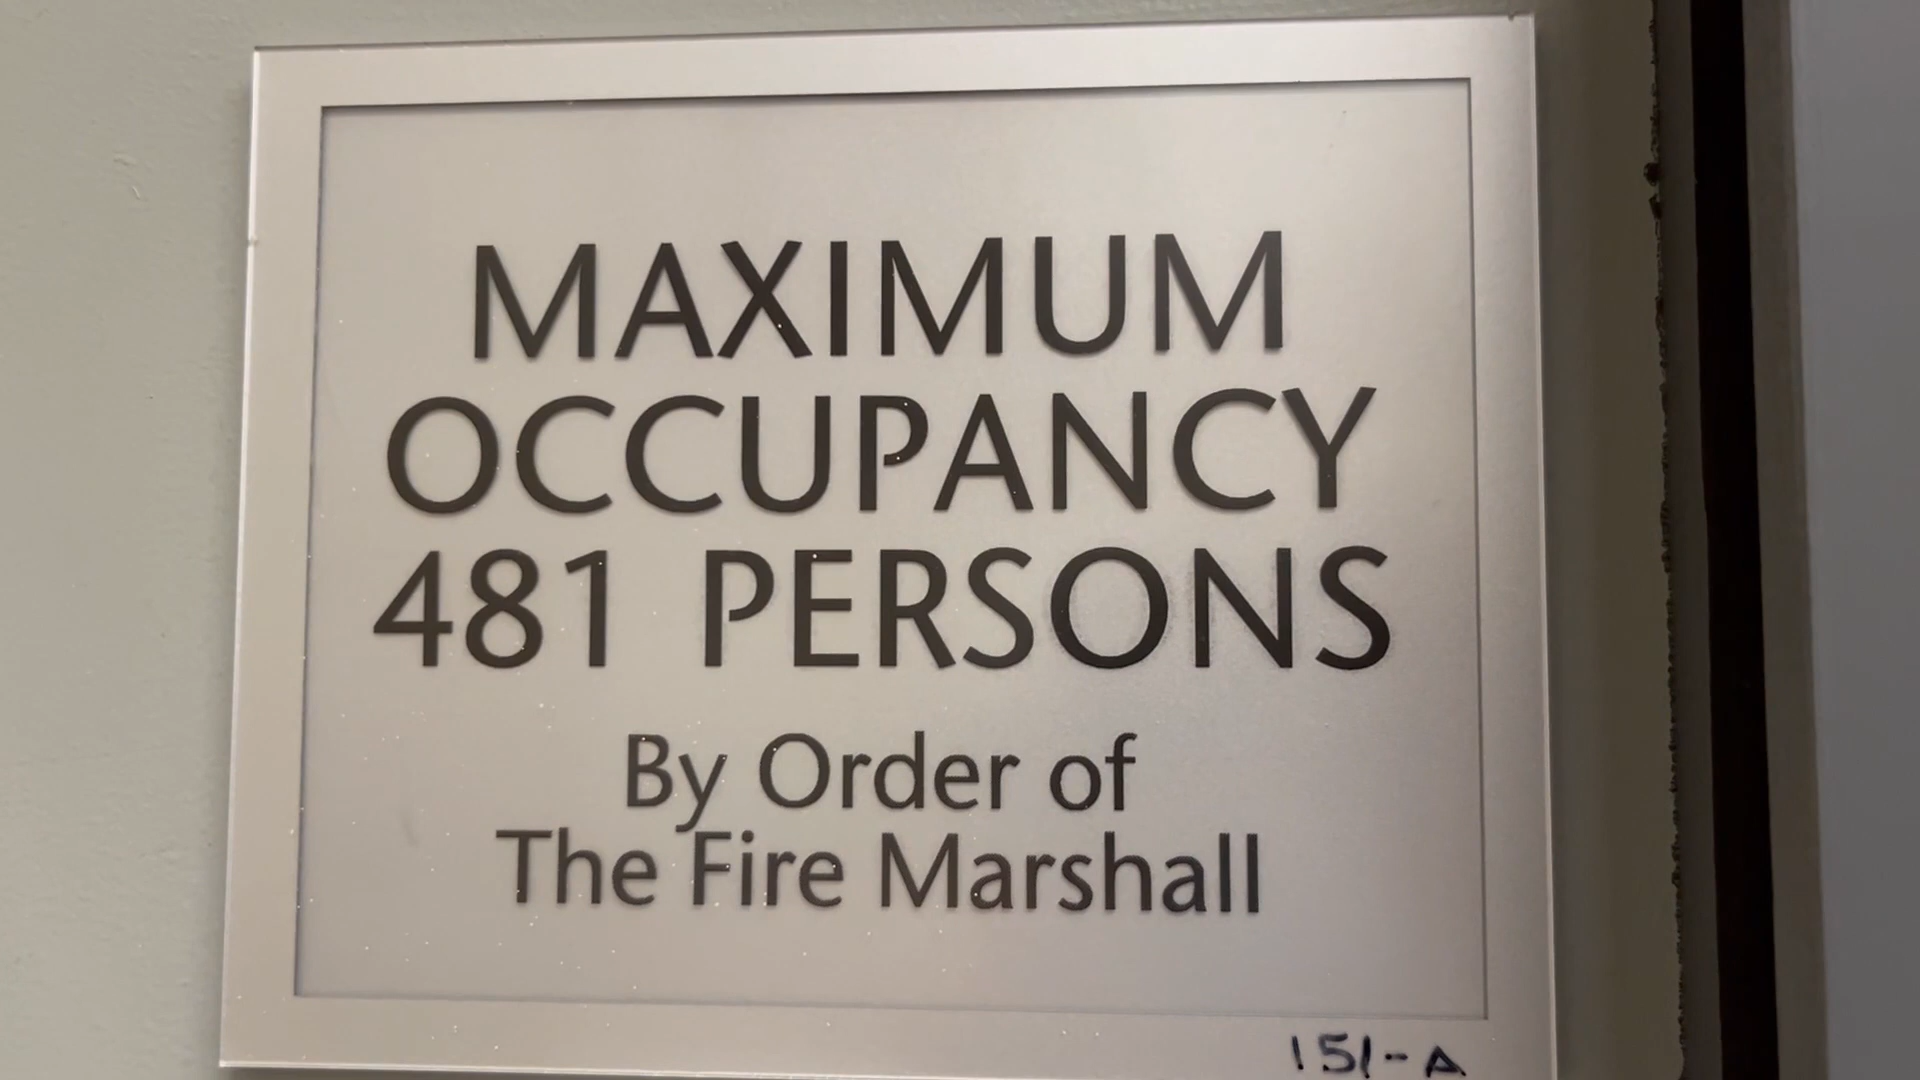 MAXIMUM
OCCUPANCY
481 PERSONS
By Order of
The Fire Marshall
151-A